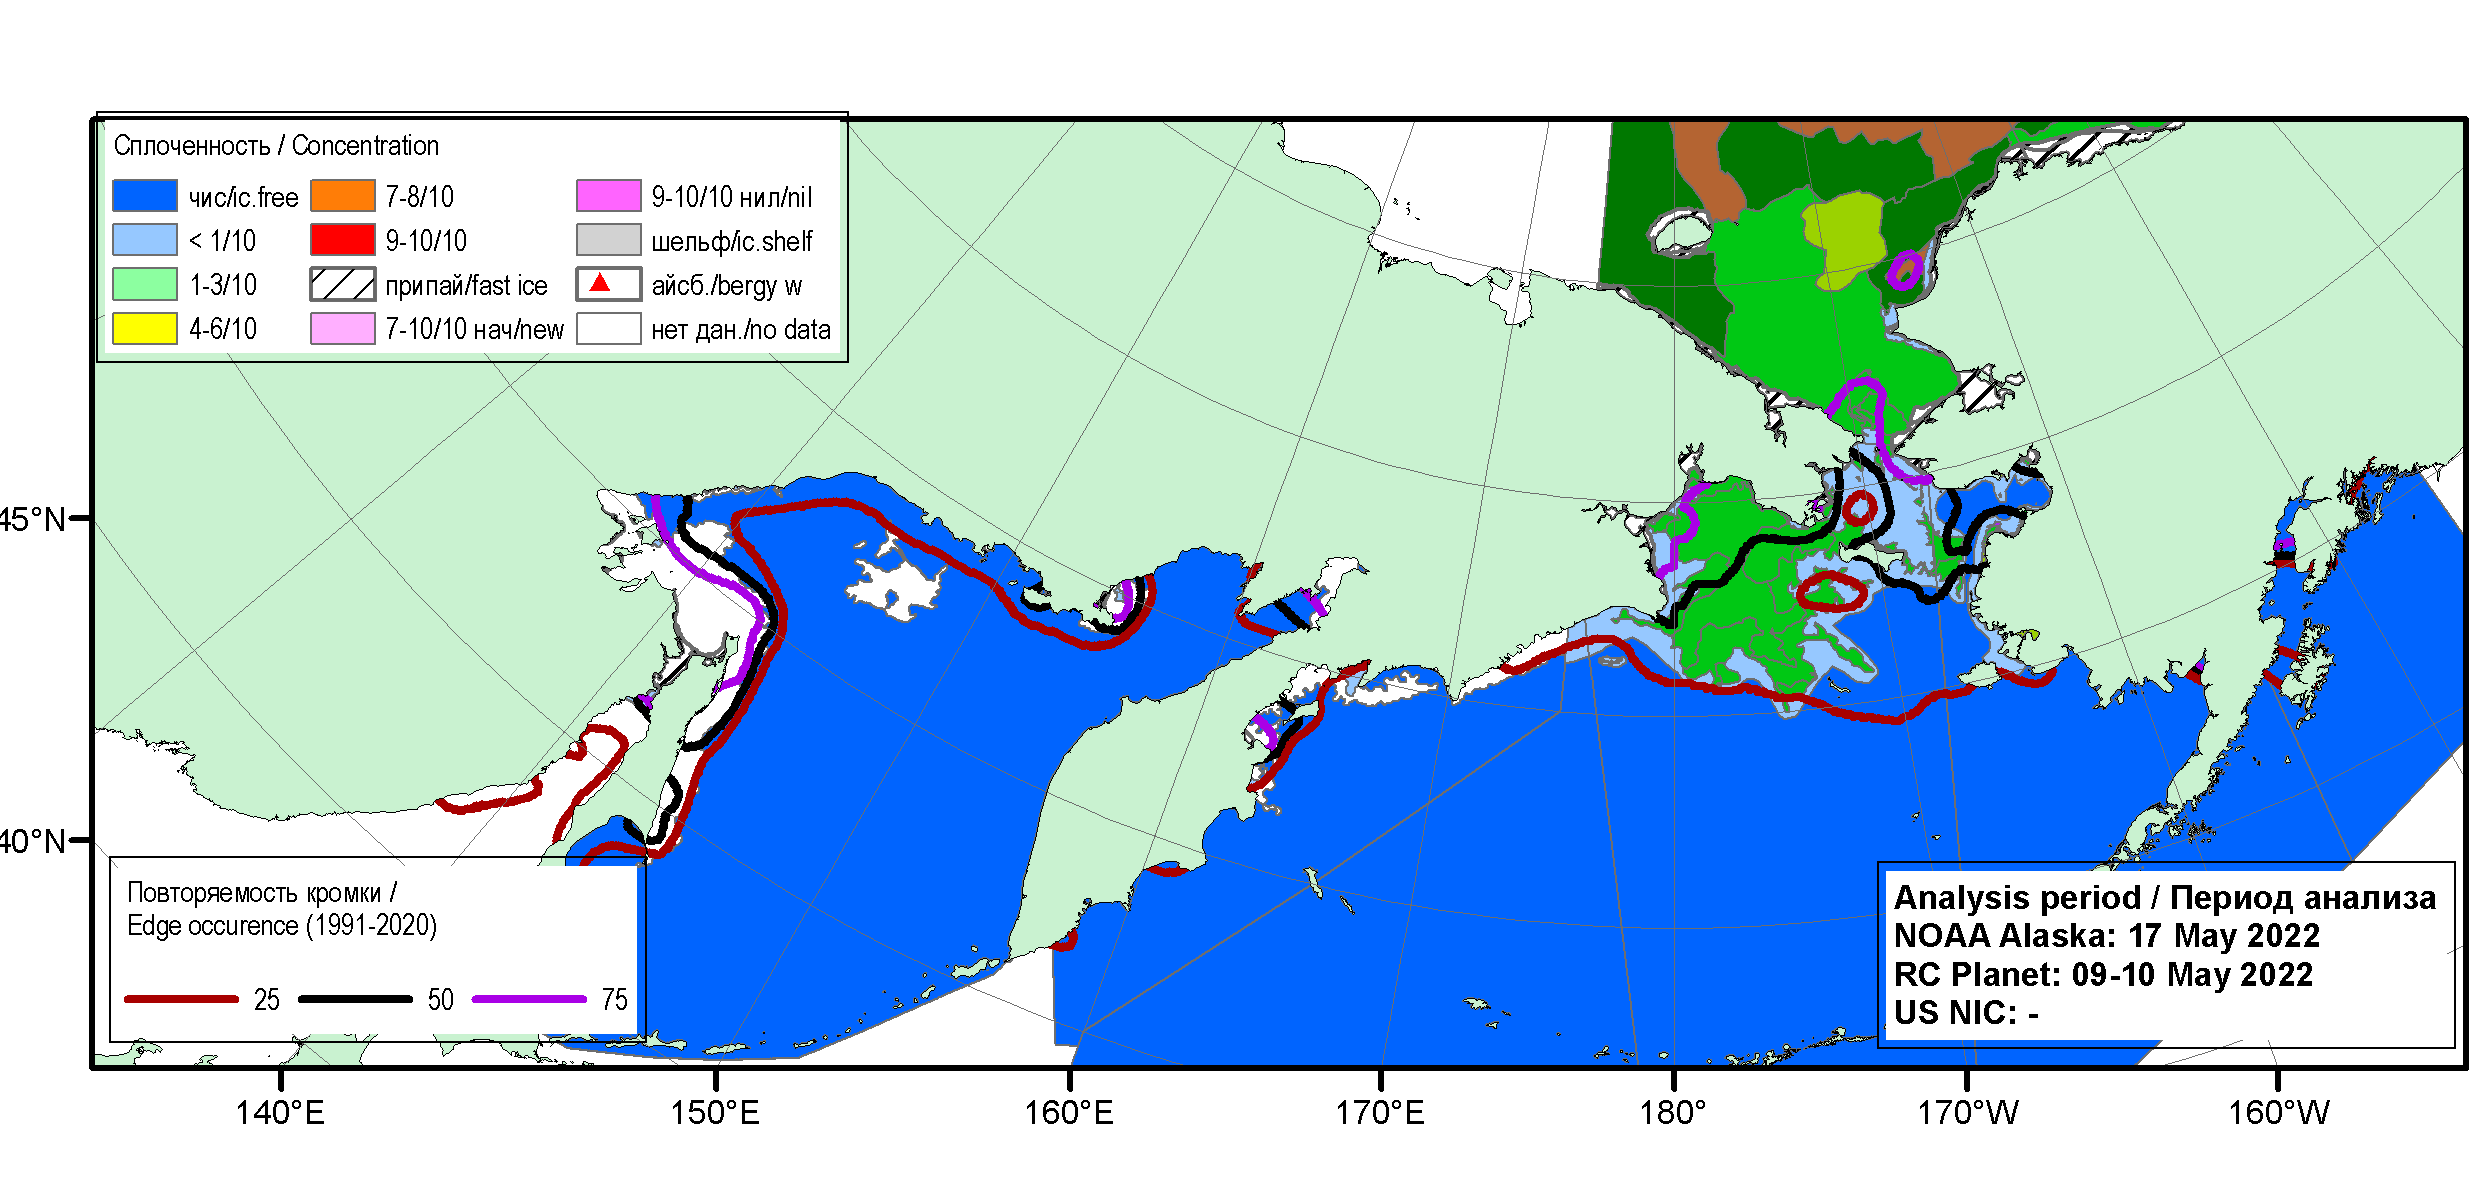 Сплоченность / Concentration
чис/ic.free
7-8/10
9-10/10 нил/nil
< 1/10
9-10/10
шельф/ic.shelf
1-3/10
припай/fast ice
айсб./bergy w
4-6/10
7-10/10 нач/new
нет дан./no data
45°N
40°N
Повторяемость кромки /
Edge occurence (1991-2020)
25
50
75
Analysis period / Период анализа
NOAA Alaska: 17 May 2022
RC Planet: 09-10 May 2022
US NIC: -
140°E
150°E
160°E
170°E
180°
170°W
160°W